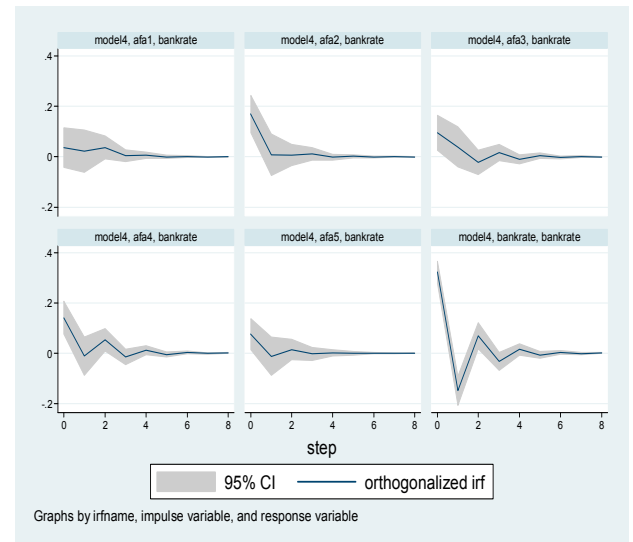 model4, afa1, bankrate
model4, afa2, bankrate
model4, afa3, bankrate
.4
.2
0
-.2
model4, afa4, bankrate
model4, afa5, bankrate
model4, bankrate, bankrate
.4
.2
0
-.2
0 2 4 6 8
0 2 4 6 8
0 2 4 6 8
step
95% CI
orthogonalized irf
Graphs by irfname, impulse variable, and response variable